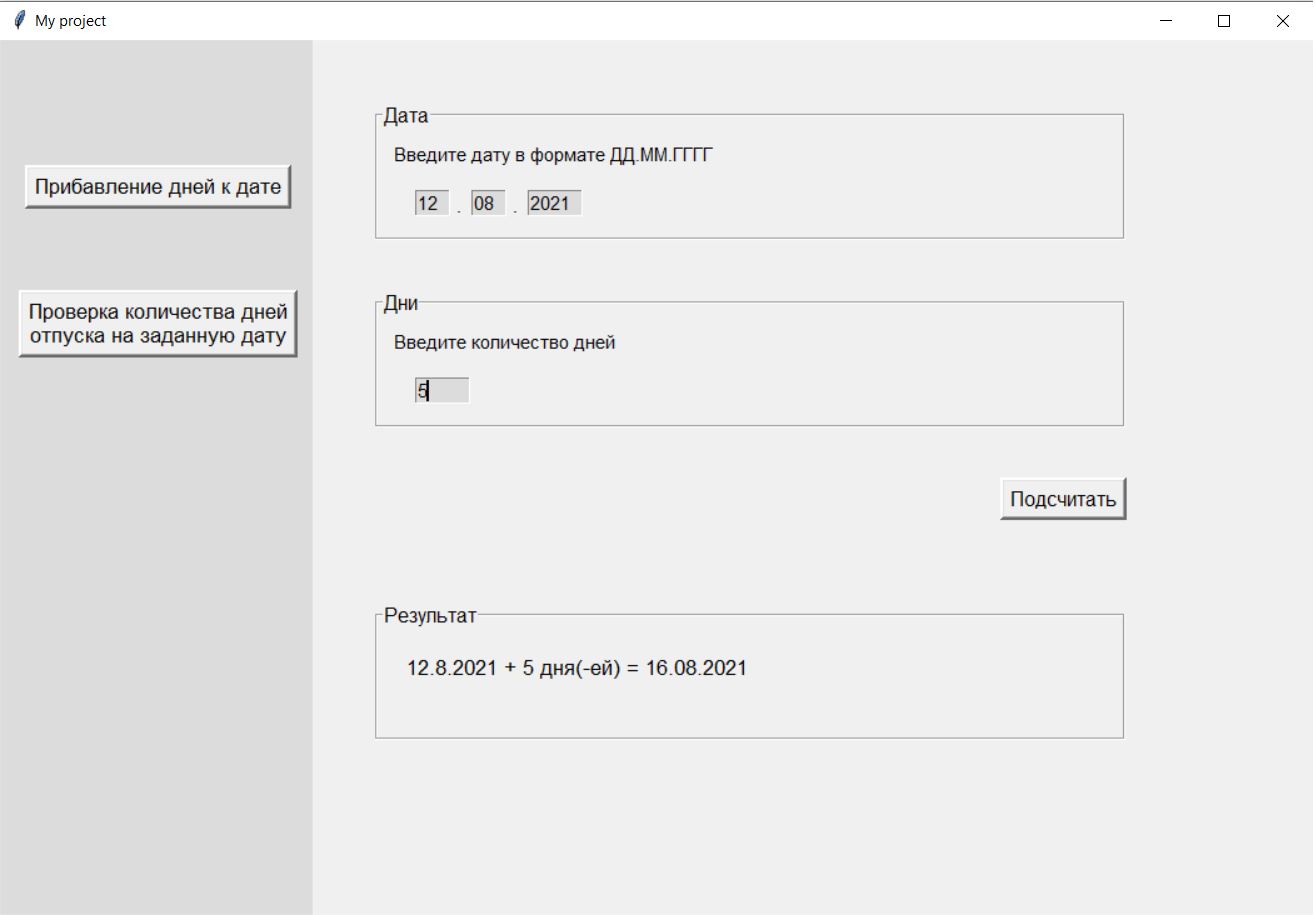 My project
Прибавление дней к дате
Проверка количества дней
отпуска на заданную дату
Дата
Введите дату в формате ДД.ММ.ГГГГ
12 . 08 . 2021
Дни
Введите количество дней
5
Подсчитать
Результат
12.8.2021 + 5 дня(-ей) = 16.08.2021